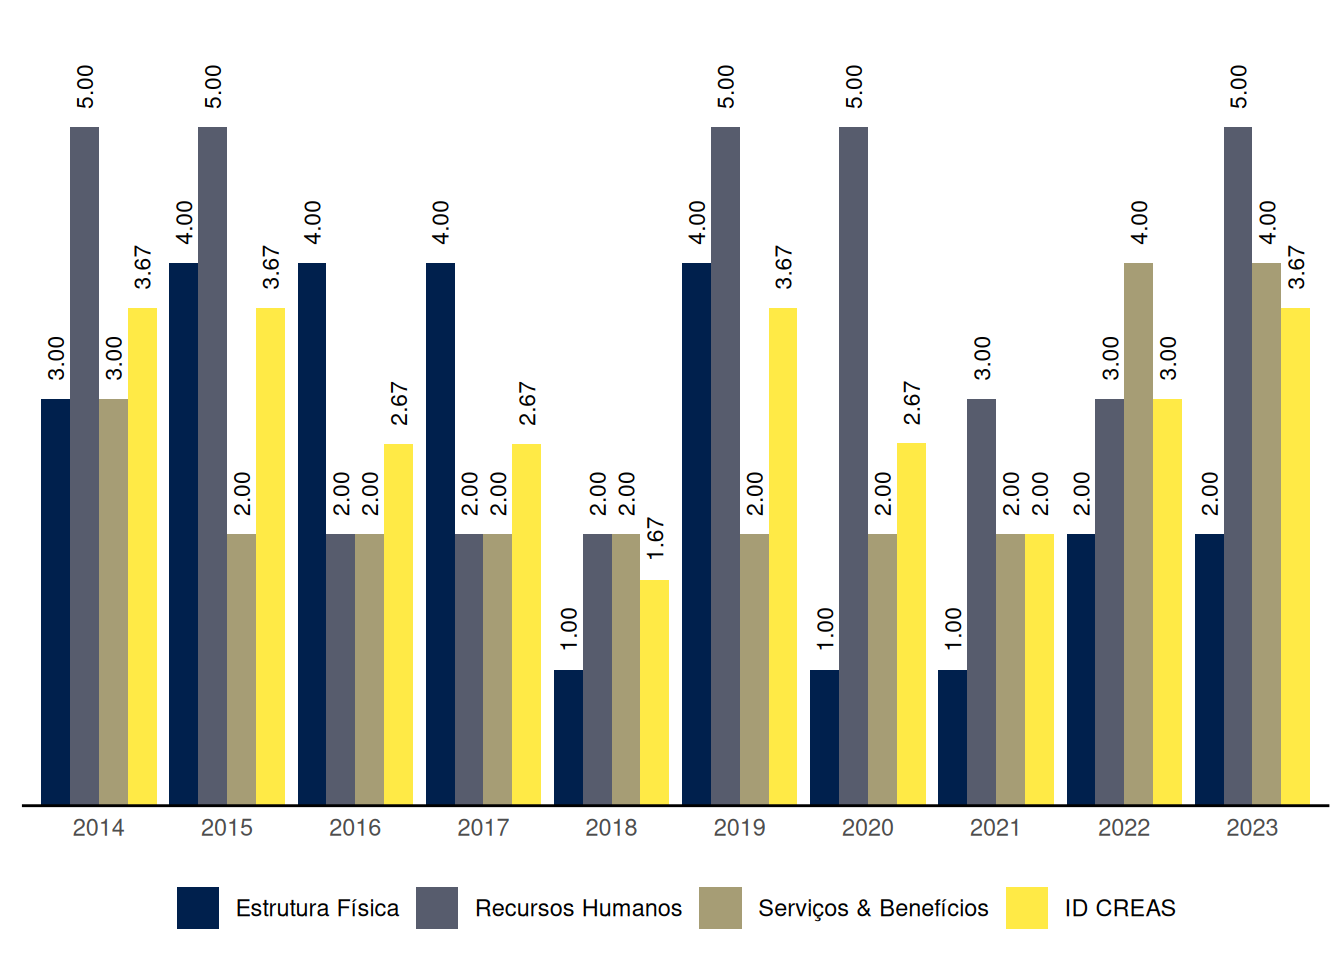 3.00 5.00 3.00 3.67 4.00 5.00 2.00 3.67 4.00 2.00 2.00 2.67 4.00 2.00 2.00 2.67 1.00 2.00 2.00 1.67 4.00 5.00 2.00 3.67 1.00 5.00 2.00 2.67 1.00 3.00 2.00 2.00 2.00 3.00 4.00 3.00 2.00 5.00 4.00 3.67
2014 2015 2016 2017 2018 2019 2020 2021 2022 2023
Estrutura Física Recursos Humanos Serviços & Benefícios ID CREAS